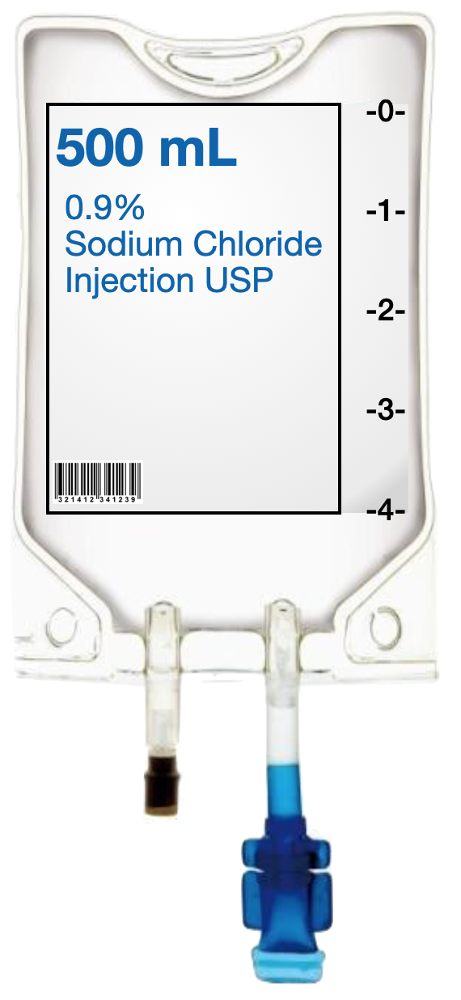 500 mL
0.9%
Sodium Chloride
Injection USP
-0-
-1-
-2-
-3-
-4-
321412 341239